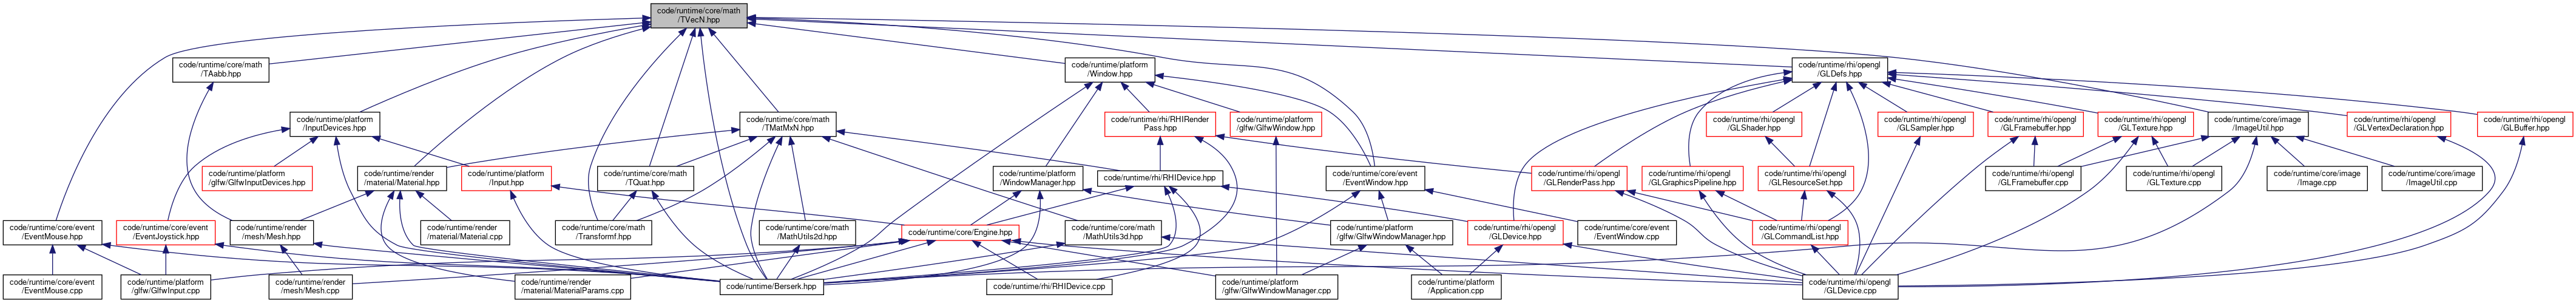 code/runtime/core/math
/TVecN.hpp
code/runtime/core/math
/TAabb.hpp
code/runtime/platform
/Window.hpp
code/runtime/rhi/opengl
/GLDefs.hpp
code/runtime/platform
/InputDevices.hpp
code/runtime/core/math
/TMatMxN.hpp
code/runtime/rhi/RHIRender
Pass.hpp
code/runtime/platform
/glfw/GlfwWindow.hpp
code/runtime/rhi/opengl
/GLShader.hpp
code/runtime/rhi/opengl
/GLSampler.hpp
code/runtime/rhi/opengl
/GLFramebuffer.hpp
code/runtime/rhi/opengl
/GLTexture.hpp
code/runtime/core/image
/ImageUtil.hpp
code/runtime/rhi/opengl
/GLVertexDeclaration.hpp
code/runtime/rhi/opengl
/GLBuffer.hpp
code/runtime/platform
/glfw/GlfwInputDevices.hpp
code/runtime/render
/material/Material.hpp
code/runtime/platform
/Input.hpp
code/runtime/core/math
/TQuat.hpp
code/runtime/platform
/WindowManager.hpp
code/runtime/rhi/RHIDevice.hpp
code/runtime/core/event
/EventWindow.hpp
code/runtime/rhi/opengl
/GLRenderPass.hpp
code/runtime/rhi/opengl
/GLGraphicsPipeline.hpp
code/runtime/rhi/opengl
/GLResourceSet.hpp
code/runtime/rhi/opengl
/GLFramebuffer.cpp
code/runtime/rhi/opengl
/GLTexture.cpp
code/runtime/core/image
/Image.cpp
code/runtime/core/image
/ImageUtil.cpp
code/runtime/core/event
/EventMouse.hpp
code/runtime/core/event
/EventJoystick.hpp
code/runtime/render
/mesh/Mesh.hpp
code/runtime/render
/material/Material.cpp
code/runtime/core/math
/Transformf.hpp
code/runtime/core/math
/MathUtils2d.hpp
code/runtime/core/Engine.hpp
code/runtime/core/math
/MathUtils3d.hpp
code/runtime/platform
/glfw/GlfwWindowManager.hpp
code/runtime/rhi/opengl
/GLDevice.hpp
code/runtime/core/event
/EventWindow.cpp
code/runtime/rhi/opengl
/GLCommandList.hpp
code/runtime/core/event
/EventMouse.cpp
code/runtime/platform
/glfw/GlfwInput.cpp
code/runtime/render
/mesh/Mesh.cpp
code/runtime/render
/material/MaterialParams.cpp
code/runtime/Berserk.hpp
code/runtime/rhi/RHIDevice.cpp
code/runtime/platform
/glfw/GlfwWindowManager.cpp
code/runtime/platform
/Application.cpp
code/runtime/rhi/opengl
/GLDevice.cpp